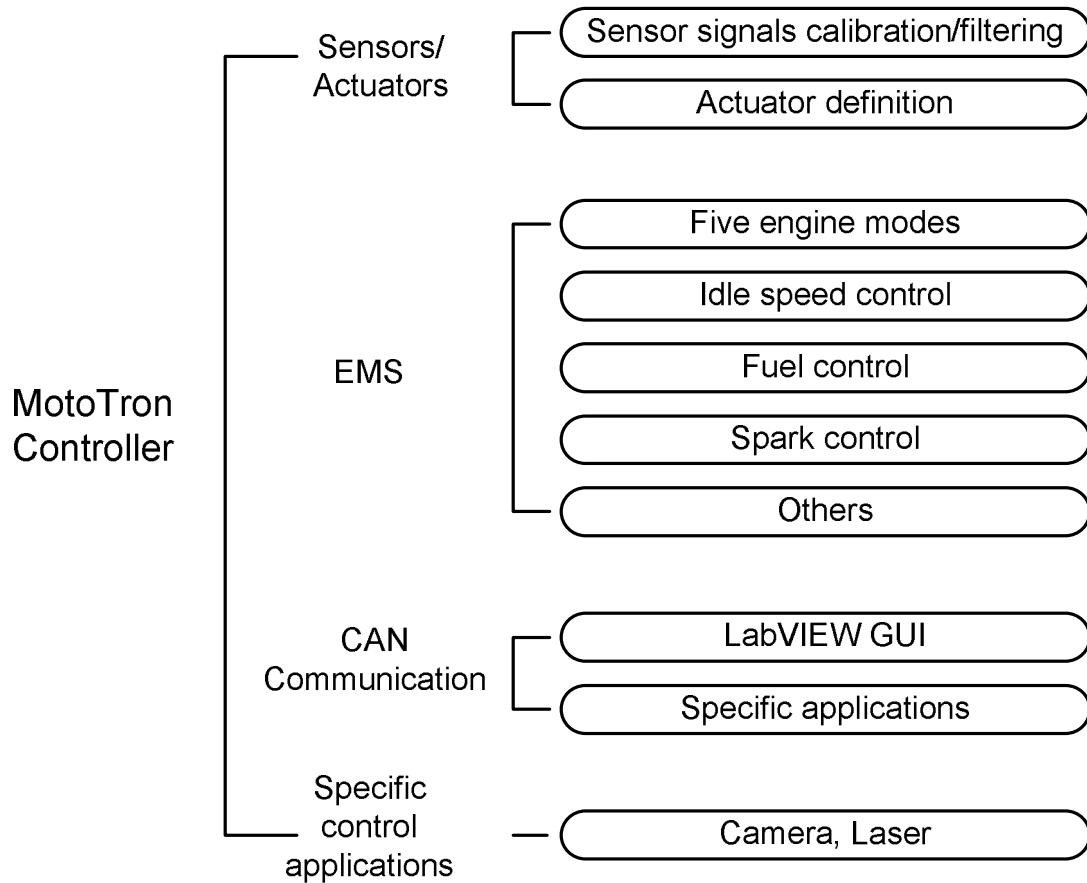 Sensors/
Actuators
Sensor signals calibration/filtering
Actuator definition
MotoTron
Controller
EMS
Five engine modes
Idle speed control
Fuel control
Spark control
Others
CAN
Communication
LabVIEW GUI
Specific applications
Specific
control
applications
Camera, Laser